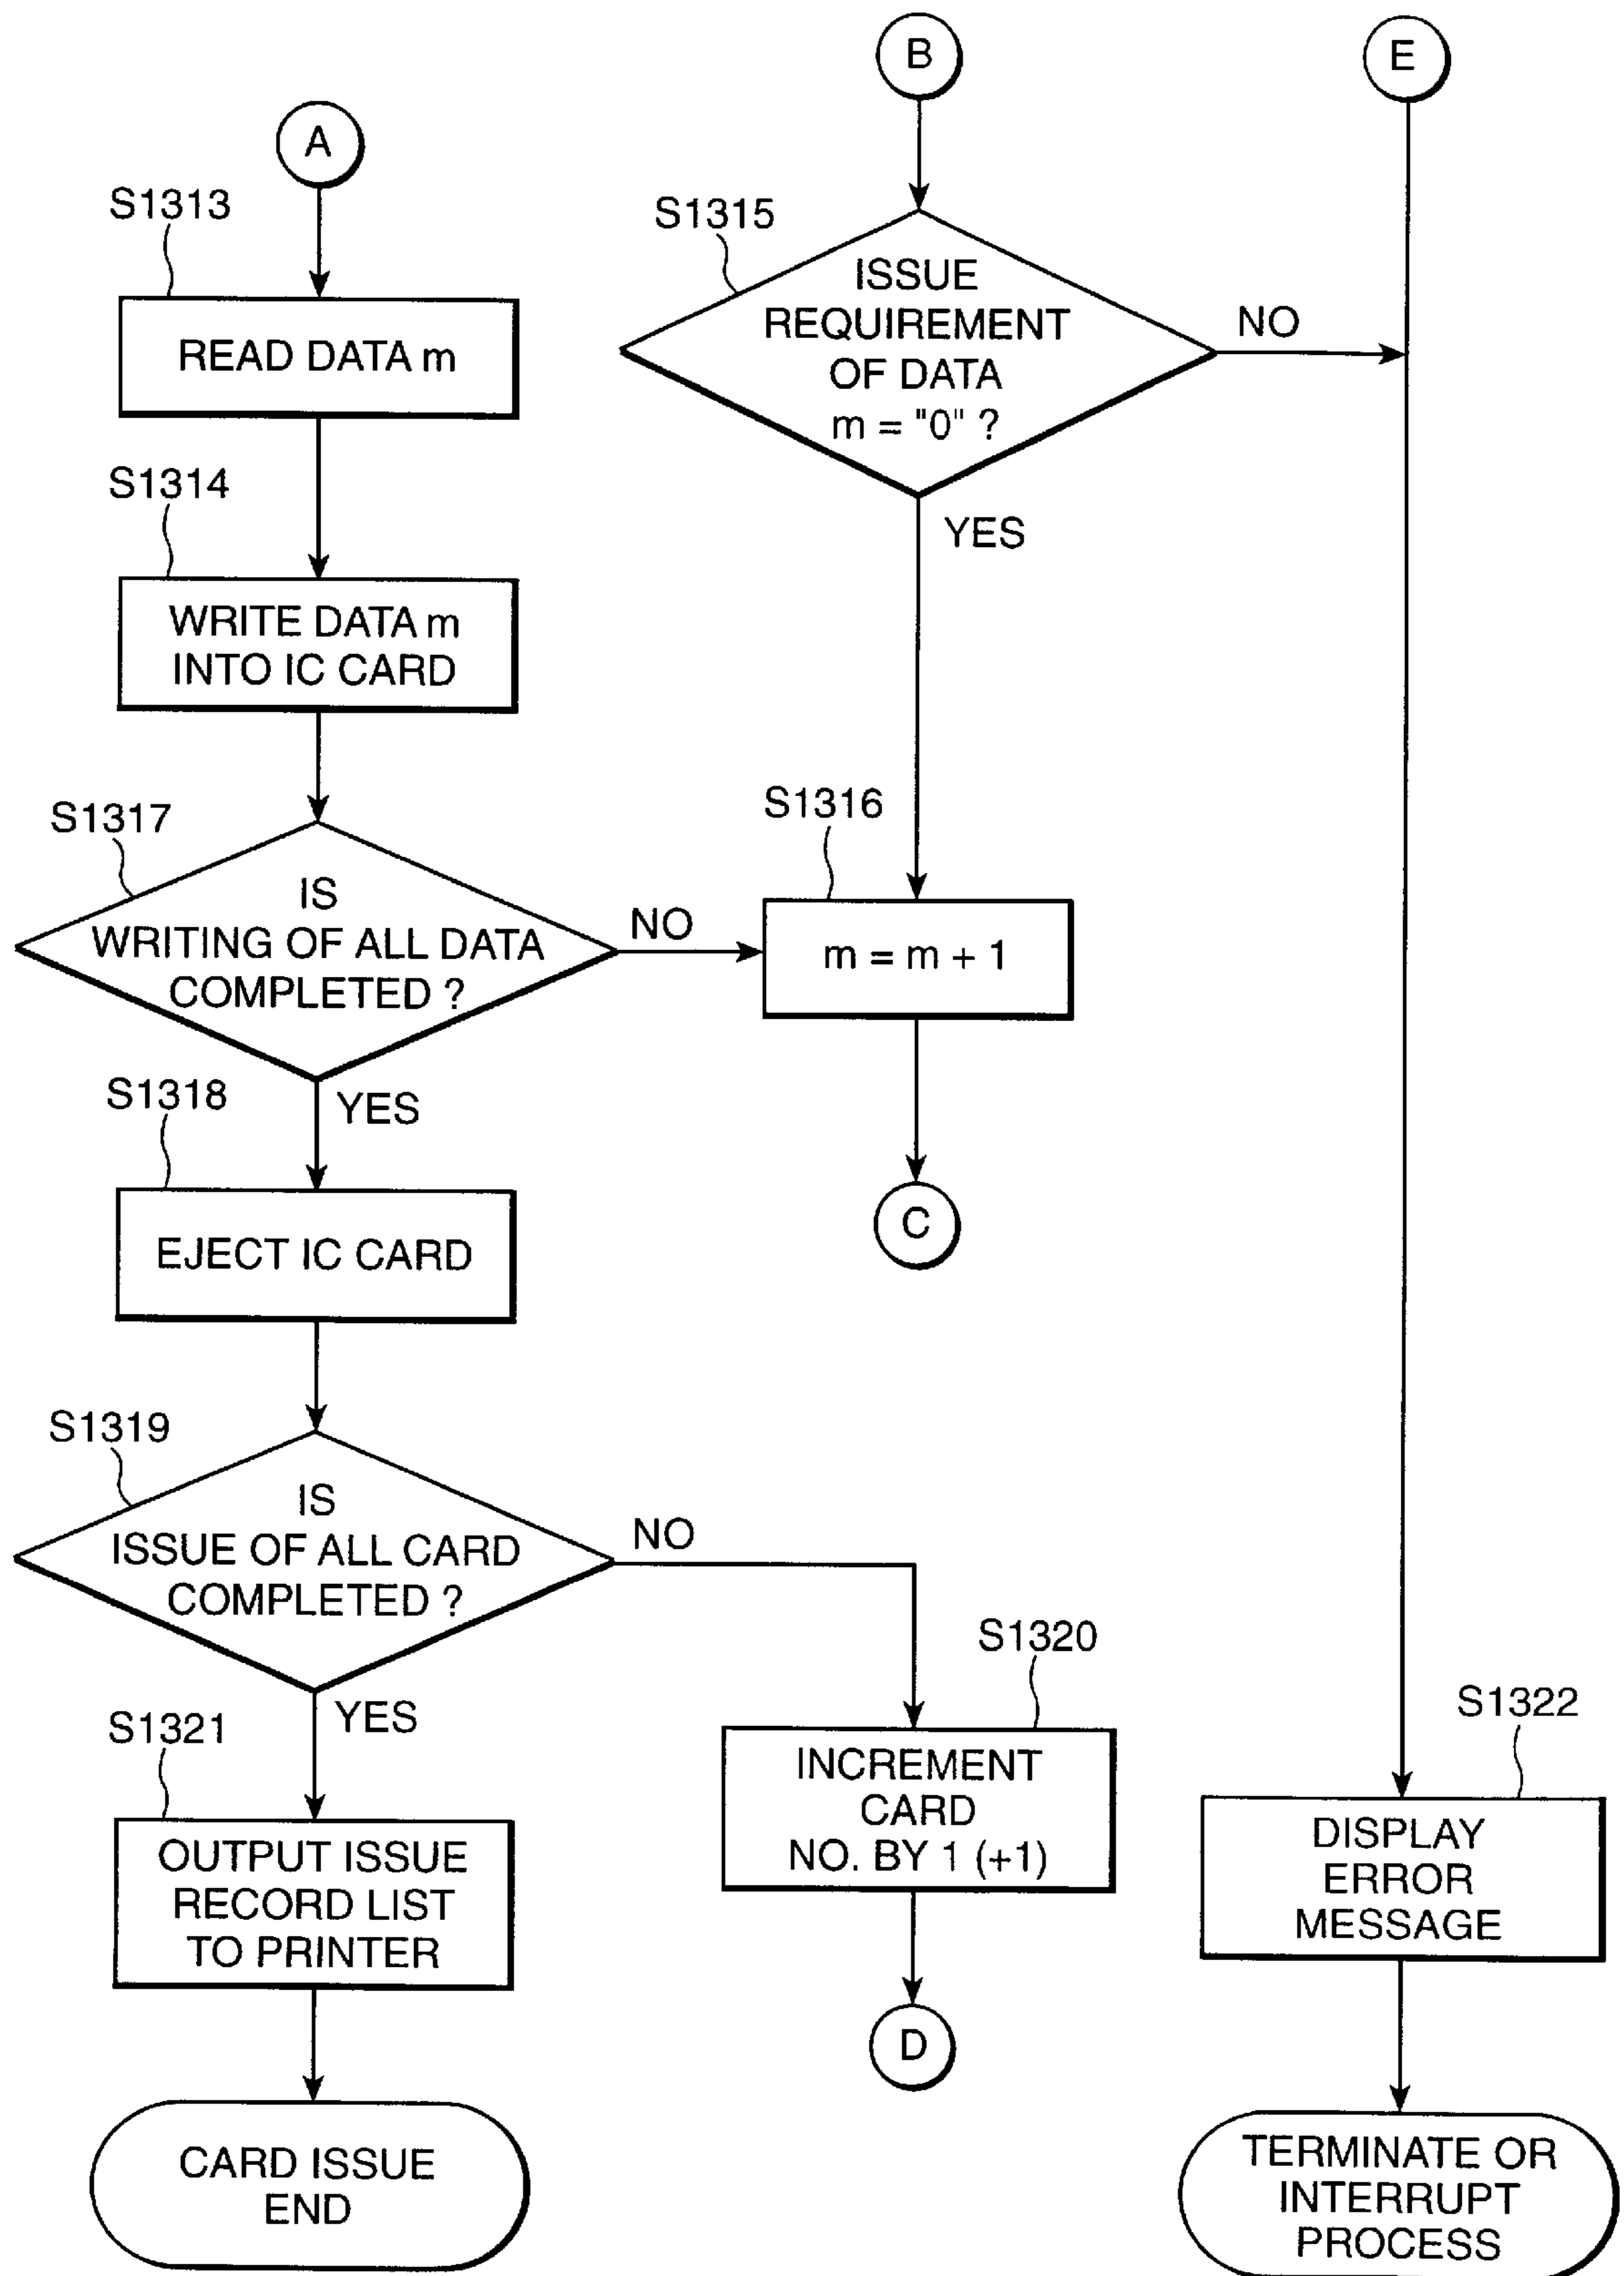 B
E
A
S1313
S1315
ISSUE
REQUIREMENT
OF DATA
m = "0" ?
NO
READ DATA m
S1314
YES
WRITE DATA m
INTO IC CARD
S1317
S1316
IS
WRITING OF ALL DATA
COMPLETED ?
NO
m = m + 1
S1318
YES
C
EJECT IC CARD
S1319
IS
ISSUE OF ALL CARD
COMPLETED ?
NO
S1320
S1321
YES
S1322
INCREMENT
CARD
NO. BY 1 (+1)
DISPLAY
ERROR
MESSAGE
OUTPUT ISSUE
RECORD LIST
TO PRINTER
D
CARD ISSUE
END
TERMINATE OR
INTERRUPT
PROCESS